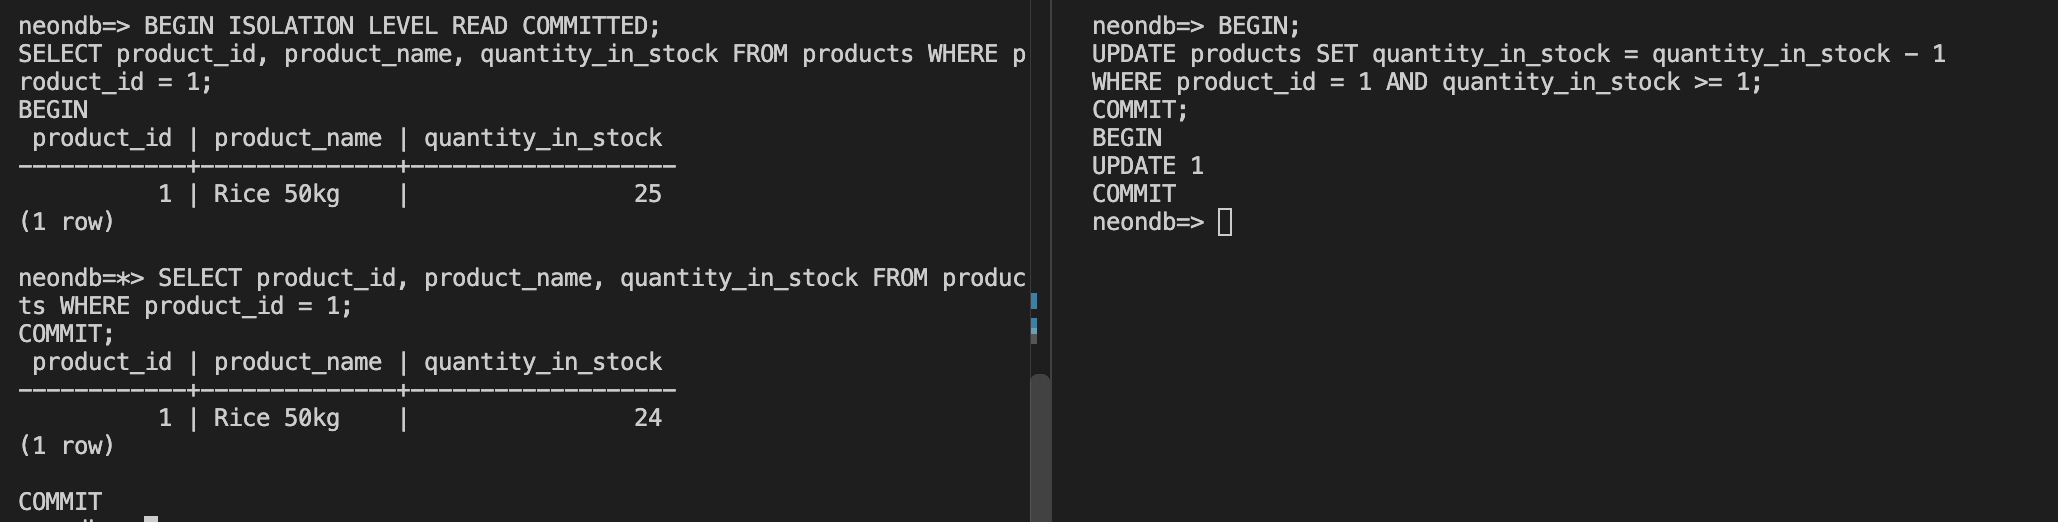 neondb=> BEGIN ISOLATION LEVEL READ COMMITTED;
SELECT product_id, product_name, quantity_in_stock FROM products WHERE p
roduct_id = 1;
BEGIN
 product_id | product_name | quantity_in_stock
------------+--------------+-------------------
          1 | Rice 50kg    |                25
(1 row)

neondb=*> SELECT product_id, product_name, quantity_in_stock FROM produc
ts WHERE product_id = 1;
COMMIT;
 product_id | product_name | quantity_in_stock
------------+--------------+-------------------
          1 | Rice 50kg    |                24
(1 row)

COMMIT

neondb=> BEGIN;
UPDATE products SET quantity_in_stock = quantity_in_stock - 1
WHERE product_id = 1 AND quantity_in_stock >= 1;
COMMIT;
BEGIN
UPDATE 1
COMMIT
neondb=>